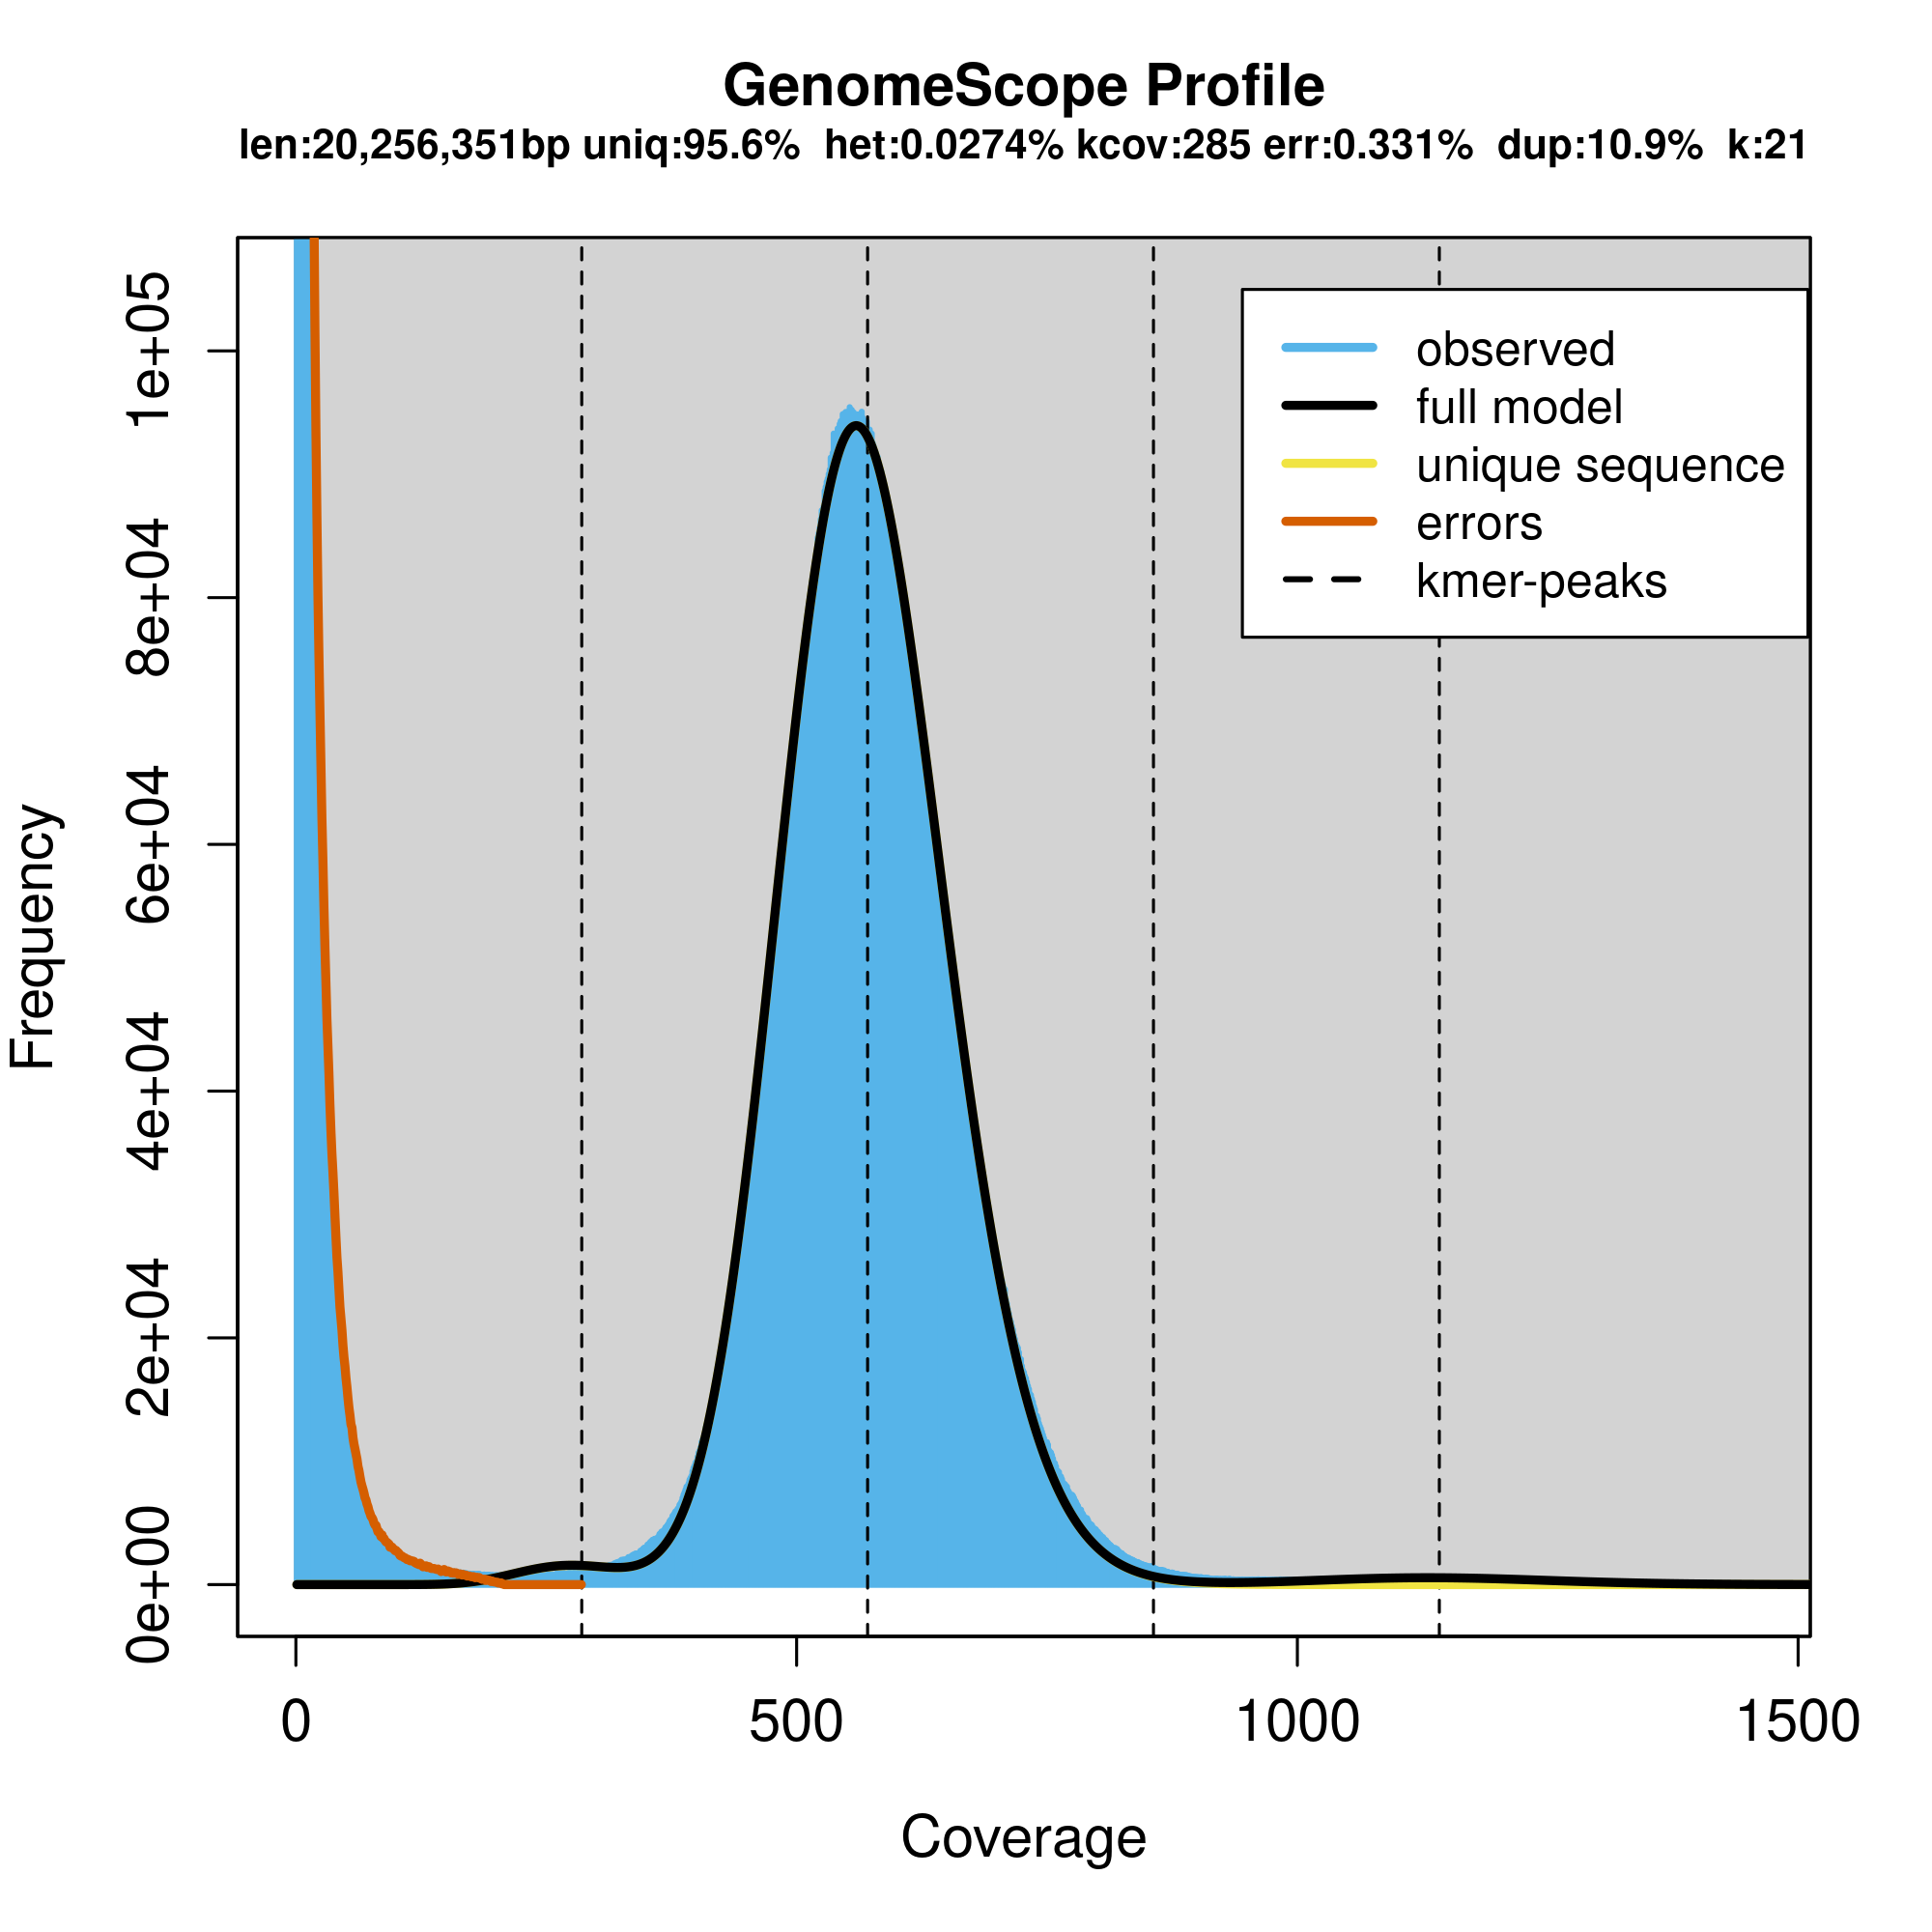 GenomeScope Profile
len:20,256,351bp uniq:95.6% het:0.0274% kcov:285 err:0.331% dup:10.9% k:21
observed
full model
unique sequence
errors
kmer-peaks
Frequency
1e+05
8e+04
6e+04
4e+04
2e+04
0e+00
0 500 1000 1500
Coverage